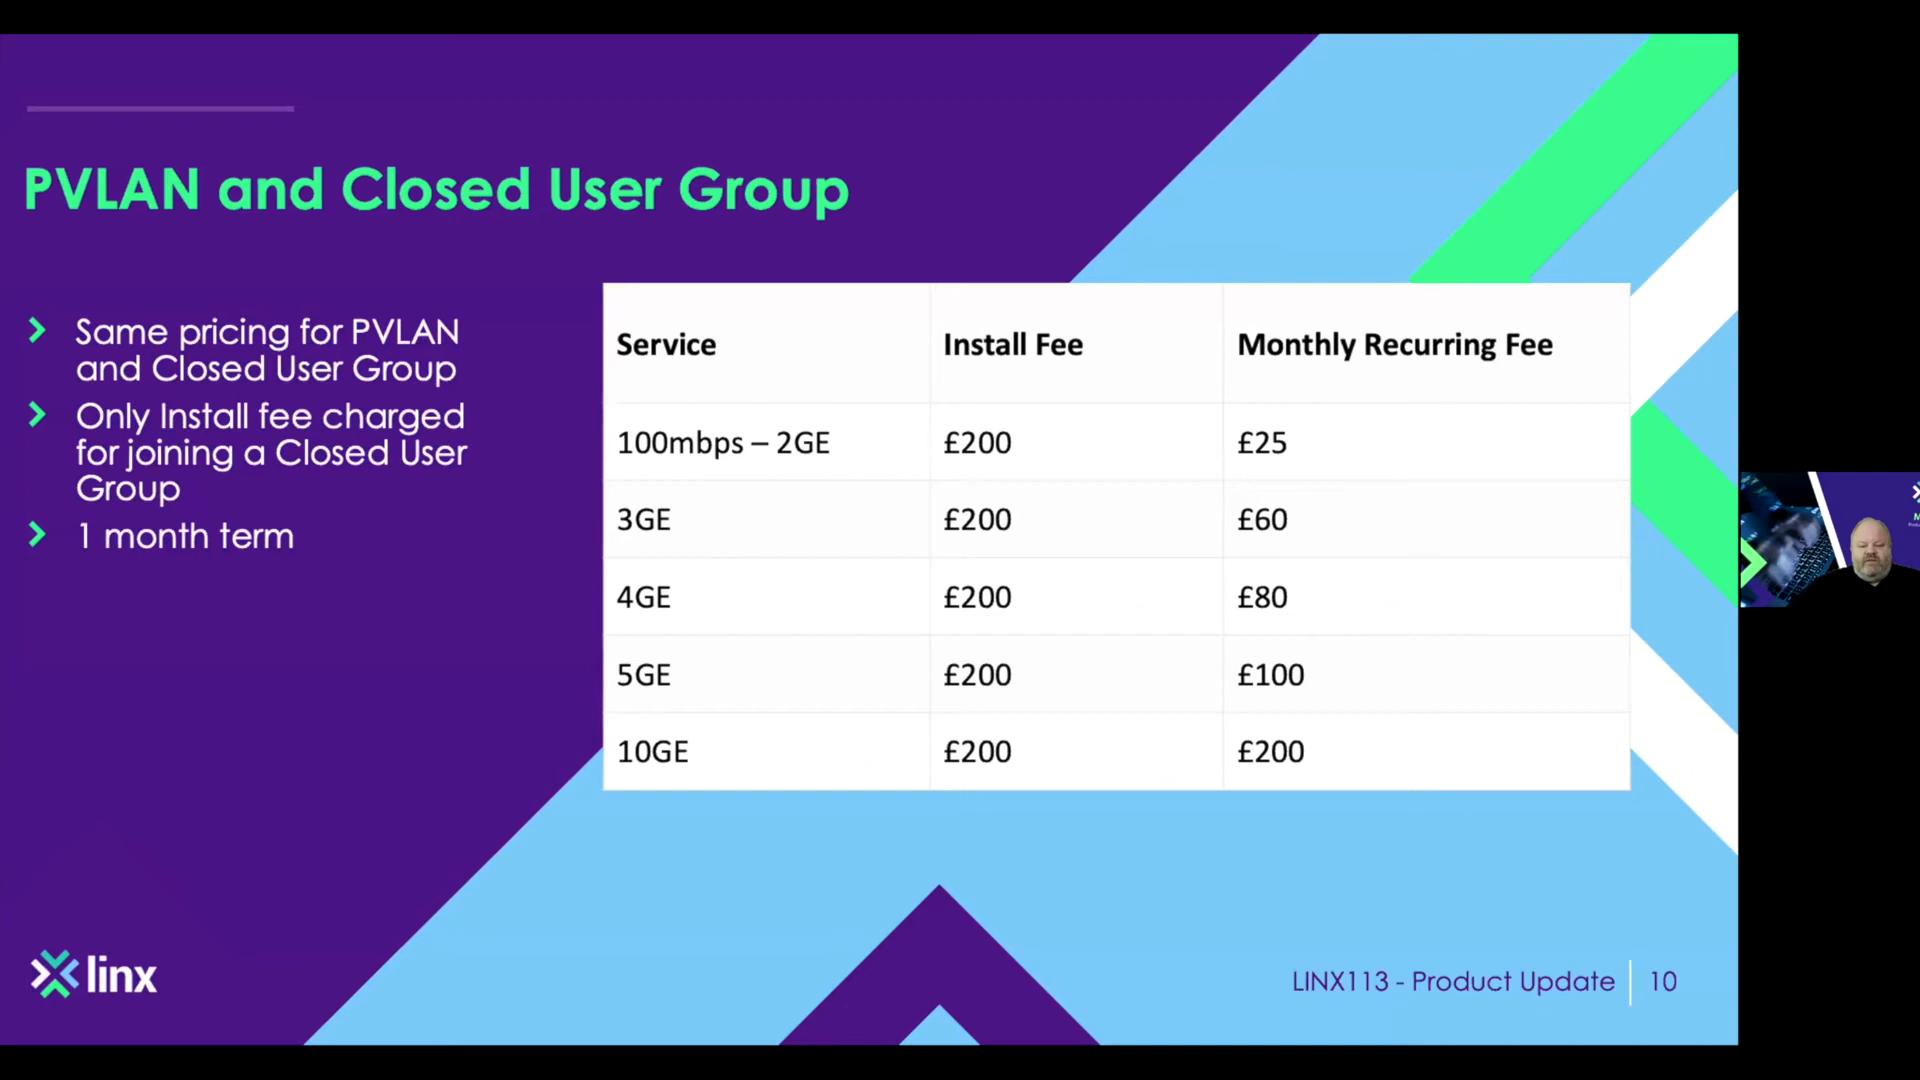 PVLAN and Closed User Group
Same pricing for PVLAN
and Closed User Group
Only Install fee charged
for joining a Closed User
Group
1 month term
Service Install Fee Monthly Recurring Fee
100mbps – 2GE £200 £25
3GE £200 £60
4GE £200 £80
5GE £200 £100
10GE £200 £200
linx
LINX113 - Product Update 10